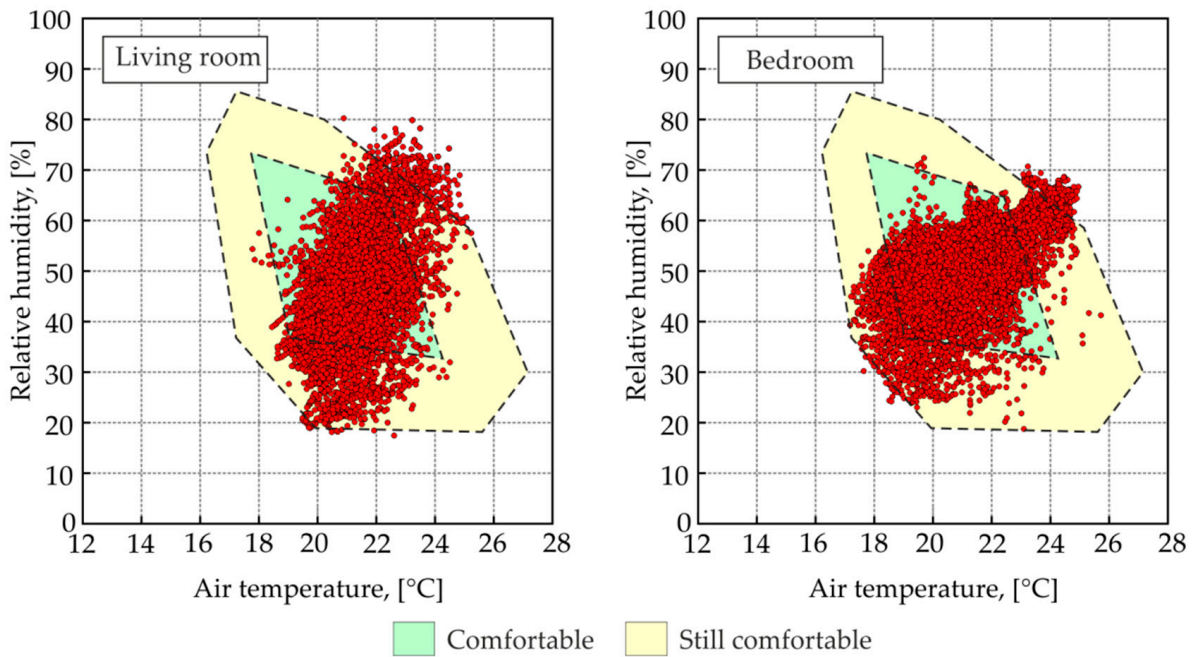 Living room
100
90
80
70
60
50
40
30
20
10
0
Relative humidity, [%]
12 14 16 18 20 22 24 26 28
Air temperature, [°C]
Bedroom
100
90
80
70
60
50
40
30
20
10
0
Relative humidity, [%]
12 14 16 18 20 22 24 26 28
Air temperature, [°C]
Comfortable
Still comfortable